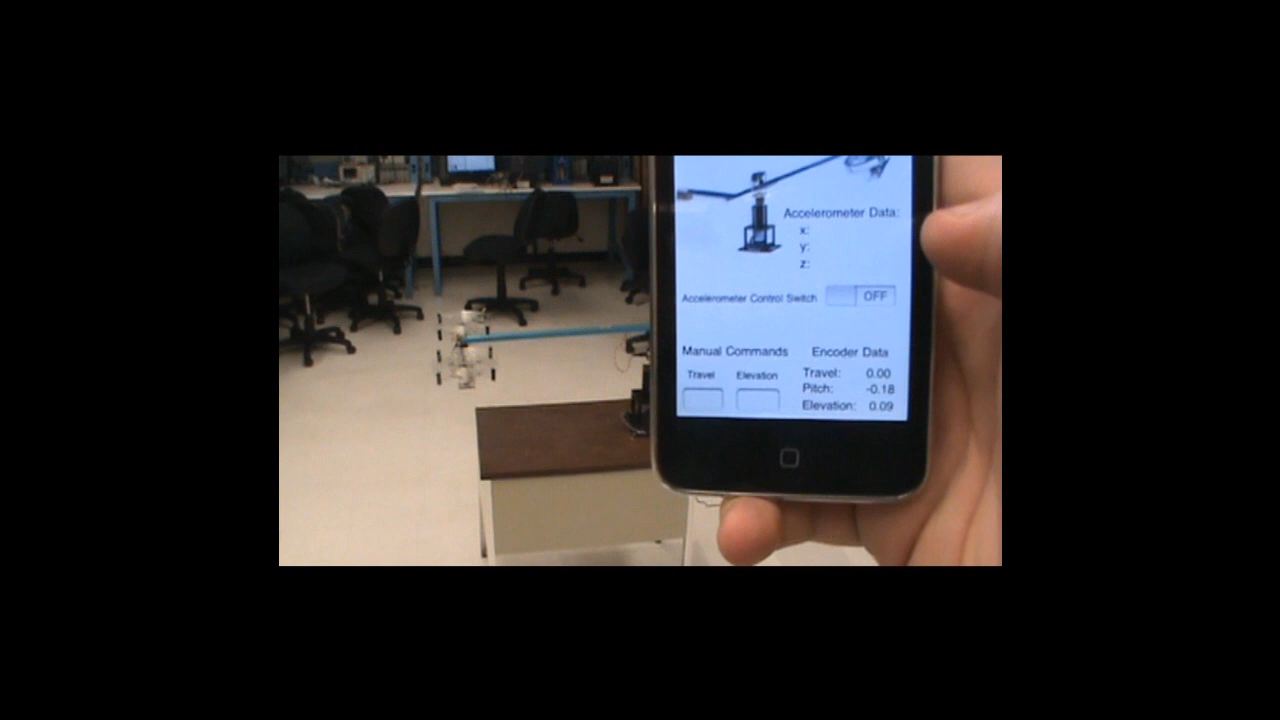 Accelerometer Data:
x:
y:
z:
Accelerometer Control Switch OFF
Manual Commands Encoder Data
Travel Elevation Travel: 0.00
Pitch: -0.18
Elevation: 0.09